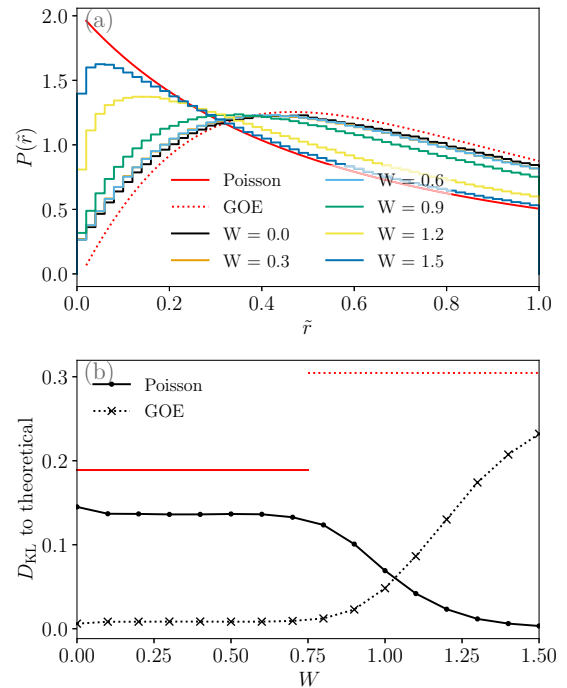 (a)
2.0
1.5
1.0
0.5
0.0
P(r̃)
Poisson
GOE
W = 0.0
W = 0.3
W = 0.6
W = 0.9
W = 1.2
W = 1.5
0.0 0.2 0.4 0.6 0.8 1.0
r̃
(b)
0.3
0.2
0.1
0.0
D_KL to theoretical
Poisson
GOE
0.00 0.25 0.50 0.75 1.00 1.25 1.50
W